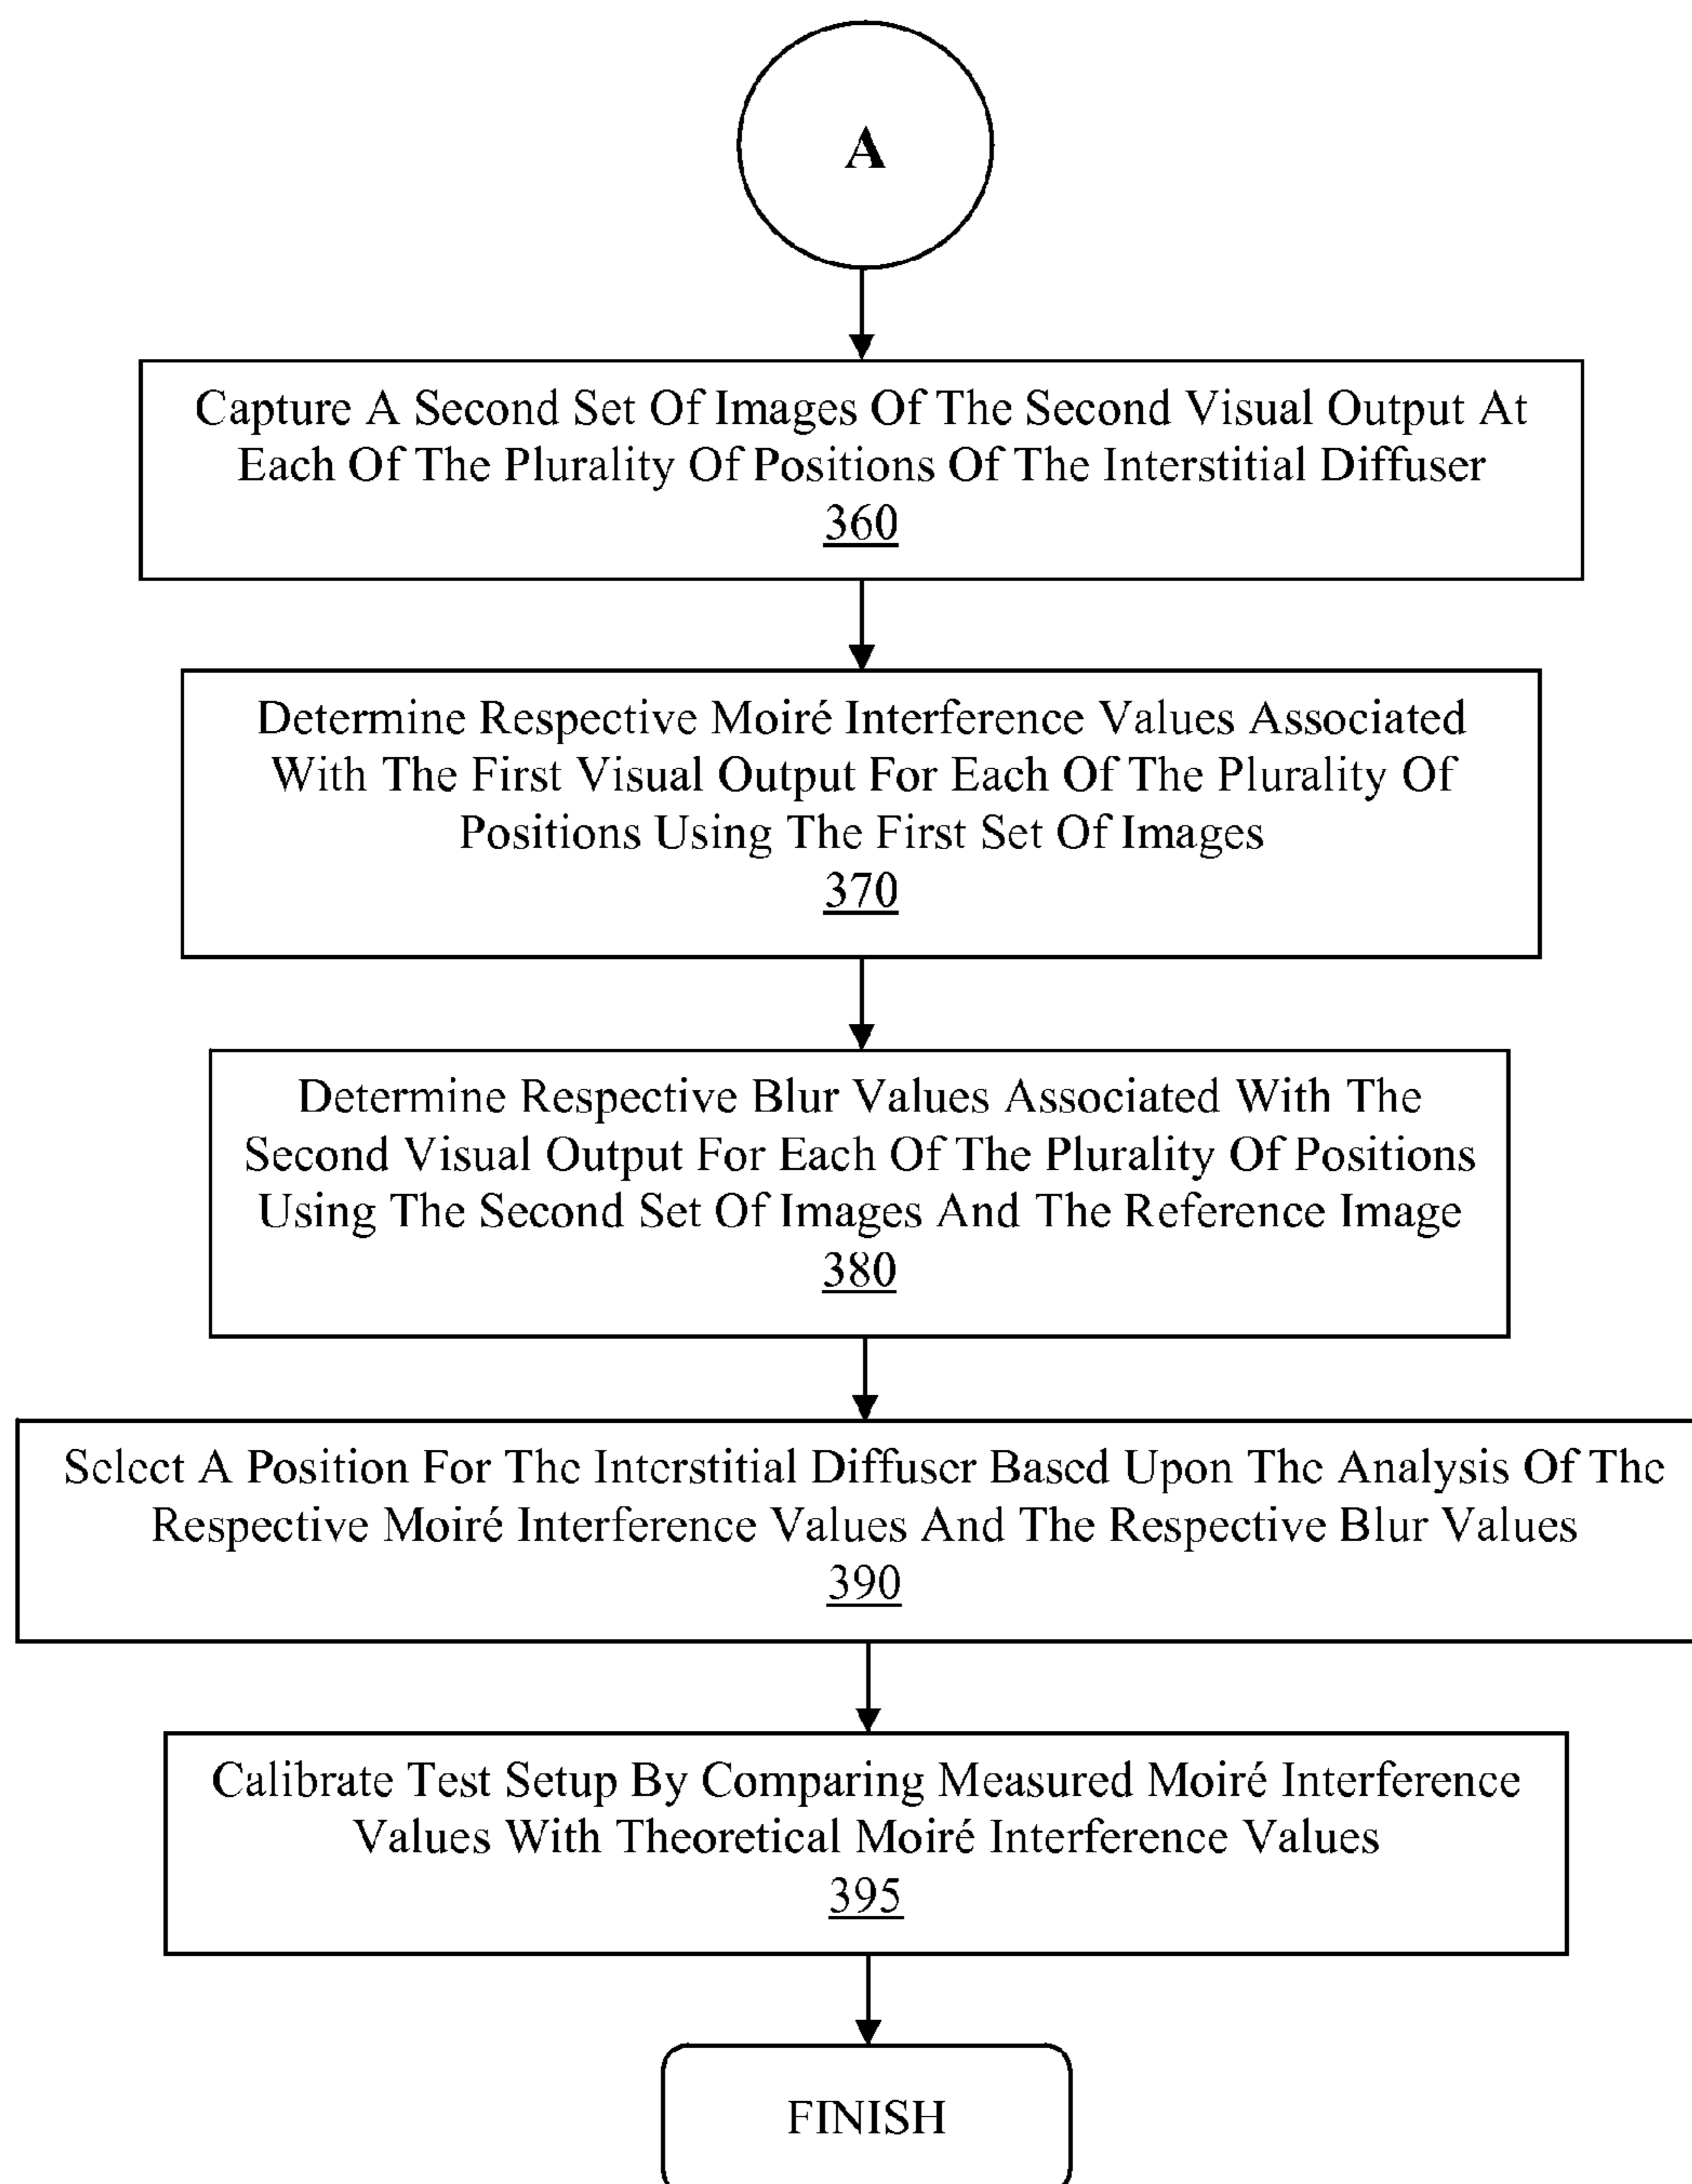 A
Capture A Second Set Of Images Of The Second Visual Output At
Each Of The Plurality Of Positions Of The Interstitial Diffuser
360
Determine Respective Moiré Interference Values Associated
With The First Visual Output For Each Of The Plurality Of
Positions Using The First Set Of Images
370
Determine Respective Blur Values Associated With The
Second Visual Output For Each Of The Plurality Of Positions
Using The Second Set Of Images And The Reference Image
380
Select A Position For The Interstitial Diffuser Based Upon The Analysis Of The
Respective Moiré Interference Values And The Respective Blur Values
390
Calibrate Test Setup By Comparing Measured Moiré Interference
Values With Theoretical Moiré Interference Values
395
FINISH